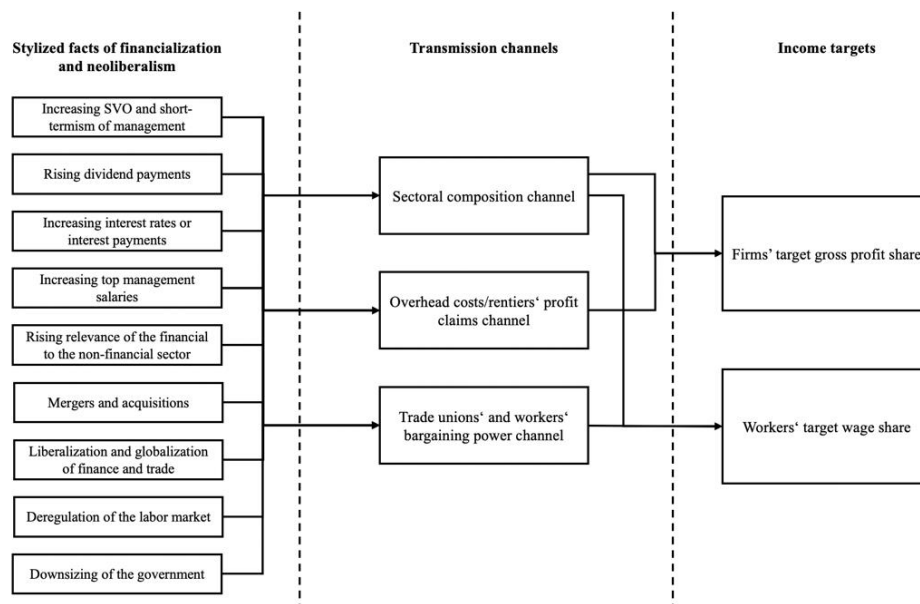 Stylized facts of financialization
and neoliberalism
Transmission channels
Income targets
Increasing SVO and short-
termism of management
Rising dividend payments
Increasing interest rates or
interest payments
Increasing top management
salaries
Rising relevance of the financial
to the non-financial sector
Mergers and acquisitions
Liberalization and globalization
of finance and trade
Deregulation of the labor market
Downsizing of the government
Sectoral composition channel
Overhead costs/rentiers‘ profit
claims channel
Trade unions‘ and workers‘
bargaining power channel
Firms’ target gross profit share
Workers‘ target wage share